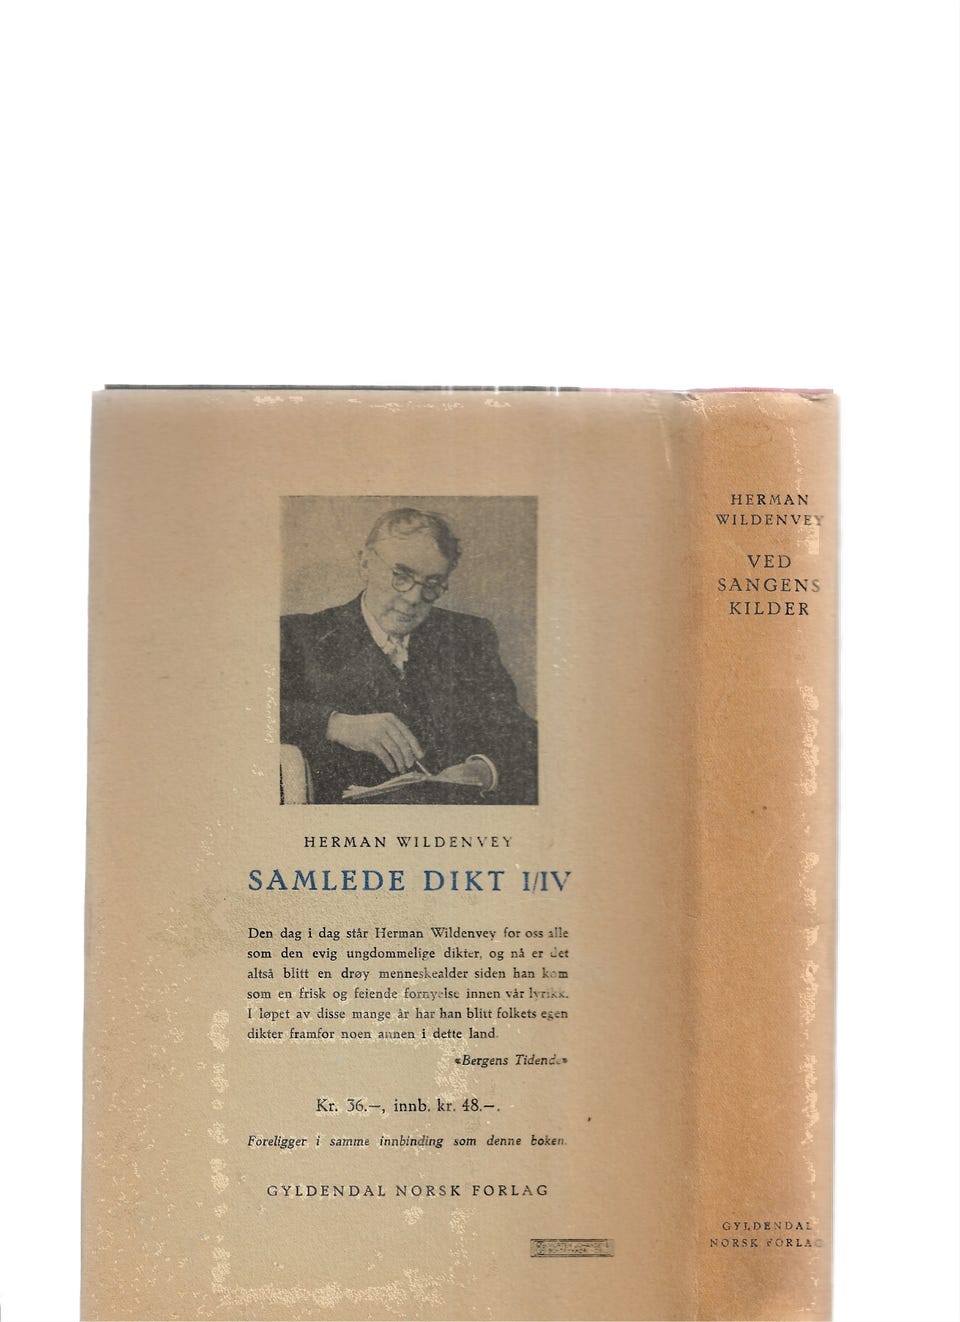 HERMAN WILDENVEY
SAMLEDE DIKT I/IV
Den dag i dag står Herman Wildenvey for oss alle
som den evig ungdommelige dikter, og nå er det
altså blitt en drøy menneskealder siden han kom
som en frisk og feiende fornyelse innen vår lyrikk.
I løpet av disse mange år har han blitt folkets egen
dikter framfor noen annen i dette land.
«Bergens Tidende»
Kr. 36.—, innb. kr. 48.—.
Foreligger i samme innbinding som denne boken.
GYLDENDAL NORSK FORLAG
HERMAN
WILDENVEY
VED
SANGENS
KILDER
GYLDENDAL
NORSK FORLAG